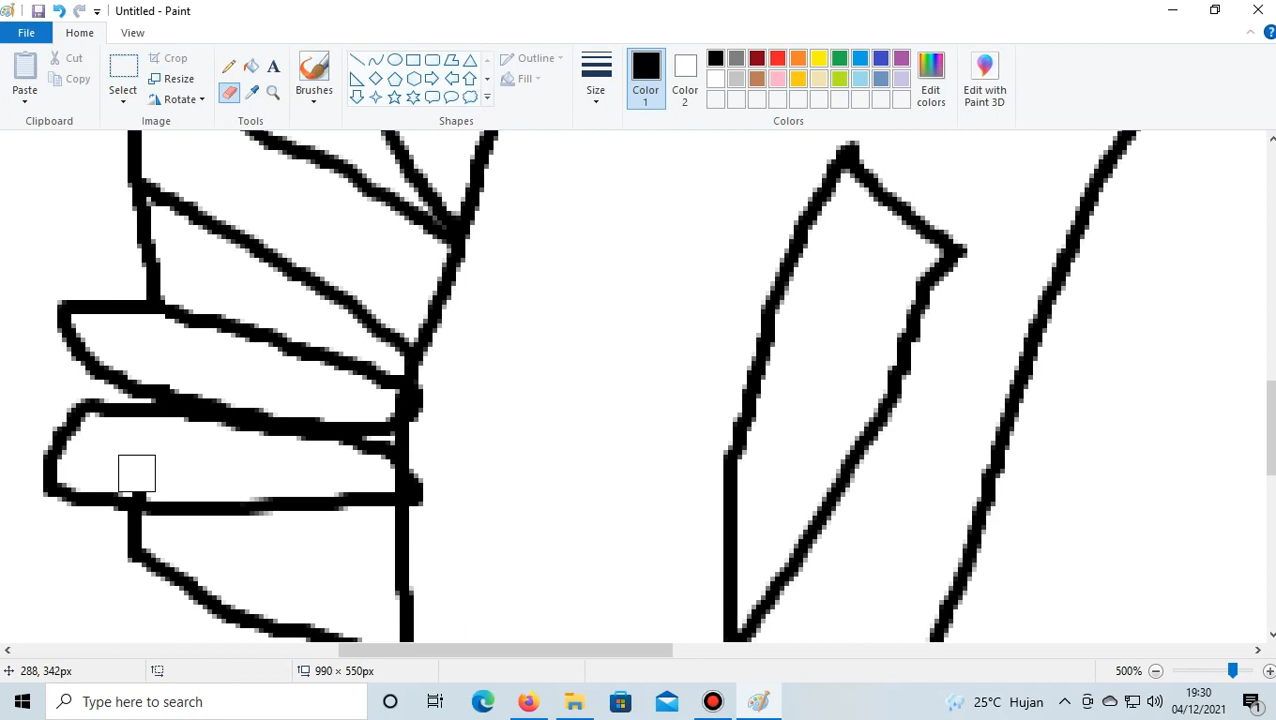 Untitled - Paint
File Home View
Paste
Cut
Copy
Clipboard
Select
Crop
Resize
Rotate
Image
A
Tools
Brushes
Outline
Fill
Shapes
Size
Color 1
Color 2
Edit colors
Edit with Paint 3D
Colors
288, 342px
990 × 550px
500%
Type here to search
25°C Hujan
19:30
04/12/2021
1